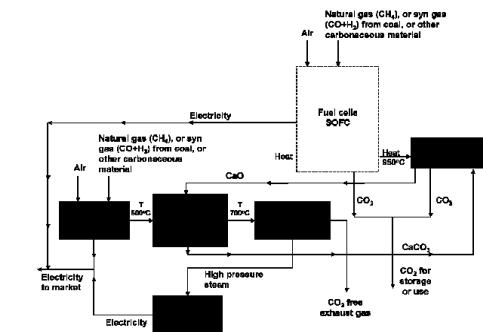 Natural gas (CH4), or syn gas
(CO+H2) from coal, or other
carbonaceous material
Air
Fuel cells
SOFC
Electricity
Natural gas (CH4), or syn
gas (CO+H2) from coal, or
other carbonaceous
material
Air
Heat
Heat
950°C
CaO
CO2
CO2
T
500°C
T
700°C
CaCO3
Electricity
to market
High pressure
steam
CO2 free
exhaust gas
CO2 for
storage
or use
Electricity